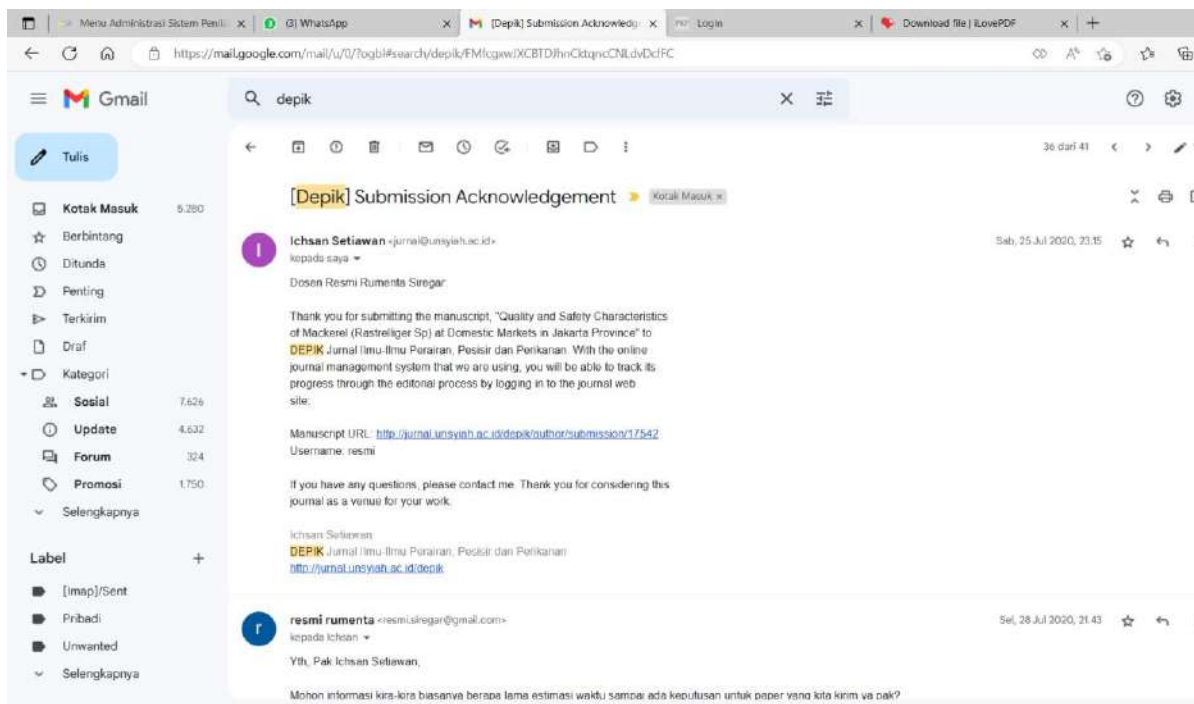 Menu Administrasi Sistem Penil
(3) WhatsApp
[Depik] Submission Acknowledg
Login
Download file | iLovePDF
Gmail
depik
Tulis
36 dari 41
[Depik] Submission Acknowledgement
Kotak Masuk
Kotak Masuk 5.280
Berbintang
Ditunda
Penting
Terkirim
Draf
Kategori
Sosial 7.626
Update 4.632
Forum 324
Promosi 1.750
Selengkapnya
Label
[Imap]/Sent
Pribadi
Unwanted
Selengkapnya
Ichsan Setiawan <jurnal@unsyiah.ac.id>
Sab, 25 Jul 2020, 23.15
kepada saya
Dosen Resmi Rumenta Siregar
Thank you for submitting the manuscript, "Quality and Safety Characteristics
of Mackerel (Rastrelliger Sp) at Domestic Markets in Jakarta Province" to
DEPIK Jurnal Ilmu-Ilmu Perairan, Pesisir dan Perikanan. With the online
journal management system that we are using, you will be able to track its
progress through the editorial process by logging in to the journal web
site:
Manuscript URL: http://jurnal.unsyiah.ac.id/depik/author/submission/17542
Username: resmi
If you have any questions, please contact me. Thank you for considering this
journal as a venue for your work.
Ichsan Setiawan
DEPIK Jurnal Ilmu-Ilmu Perairan, Pesisir dan Perikanan
http://jurnal.unsyiah.ac.id/depik
resmi rumenta <resmi.siregar@gmail.com>
Sel, 28 Jul 2020, 21.43
kepada Ichsan
Yth, Pak Ichsan Setiawan,
Mohon informasi kira-kira biasanya berapa lama estimasi waktu sampai ada keputusan untuk paper yang kita kirim ya pak?